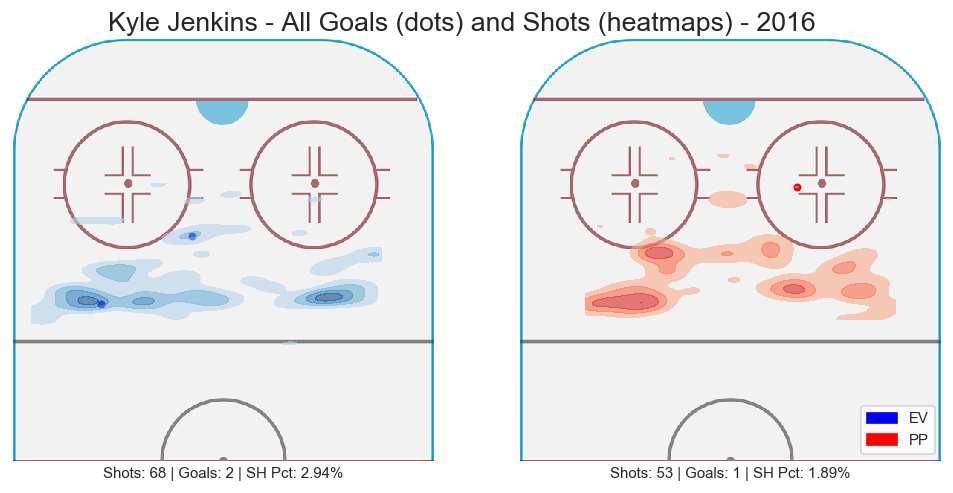 Kyle Jenkins - All Goals (dots) and Shots (heatmaps) - 2016
EV
PP
Shots: 68 | Goals: 2 | SH Pct: 2.94%
Shots: 53 | Goals: 1 | SH Pct: 1.89%